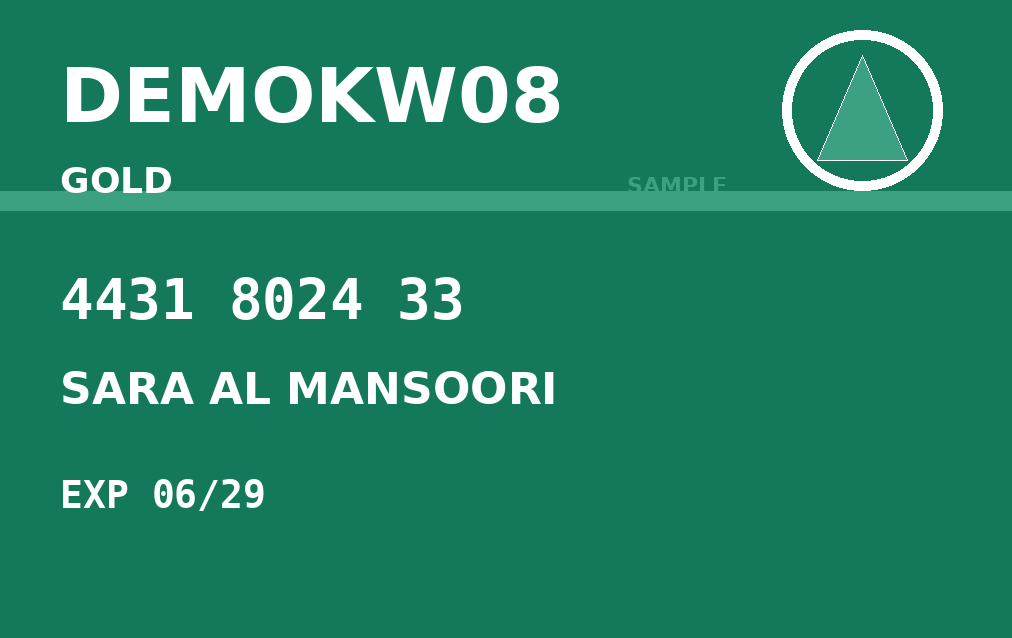 DEMOKW08
GOLD
SAMPLE
4431 8024 33
SARA AL MANSOORI
EXP 06/29